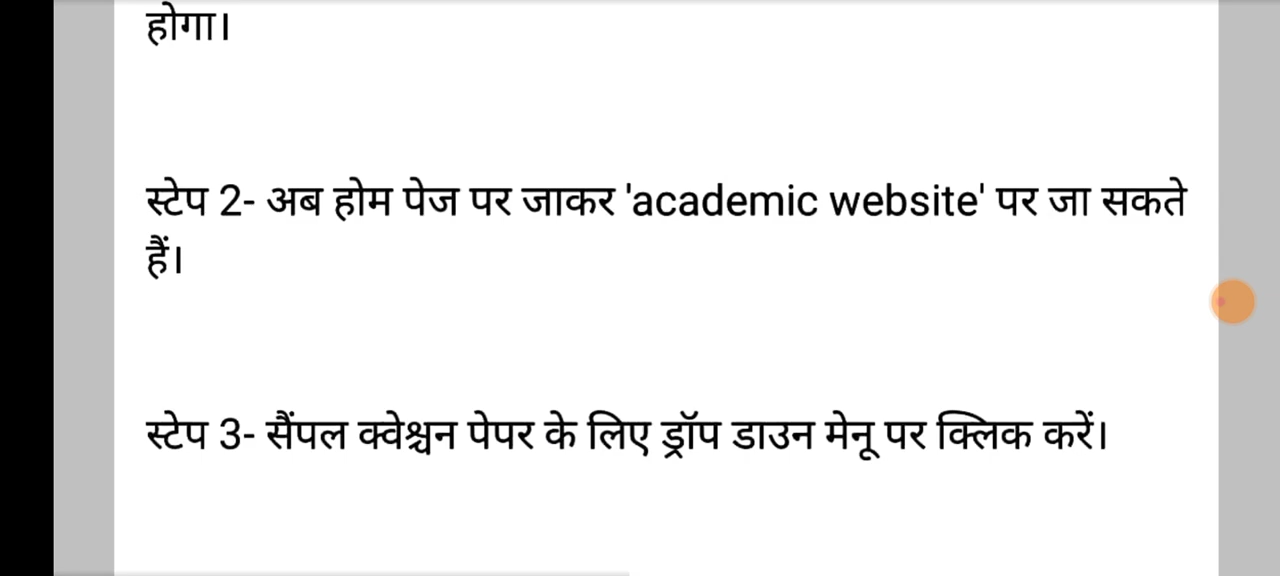 होगा।
स्टेप 2- अब होम पेज पर जाकर 'academic website' पर जा सकते
हैं।
स्टेप 3- सैंपल क्वेश्चन पेपर के लिए ड्रॉप डाउन मेनू पर क्लिक करें।